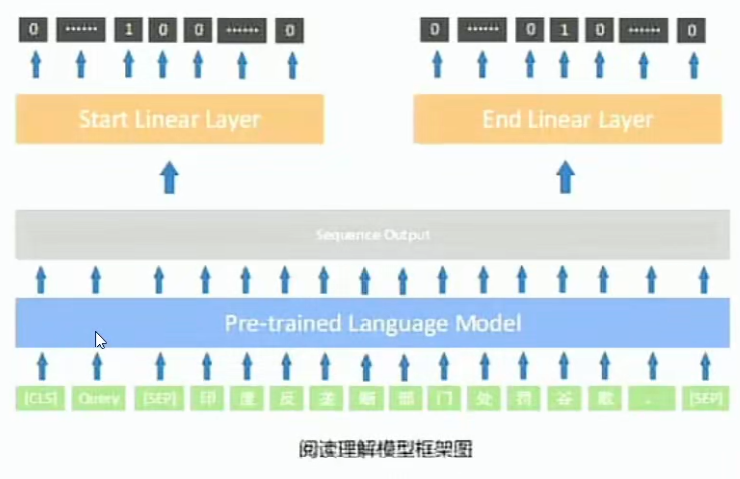 0 ...... 1 0 0 ...... 0 0 ...... 0 1 0 ...... 0
Start Linear Layer End Linear Layer
Sequence Output
Pre-trained Language Model
[CLS] Query [SEP] 印 度 反 垄 断 部 门 处 罚 谷 歌 。 [SEP]
阅读理解模型框架图